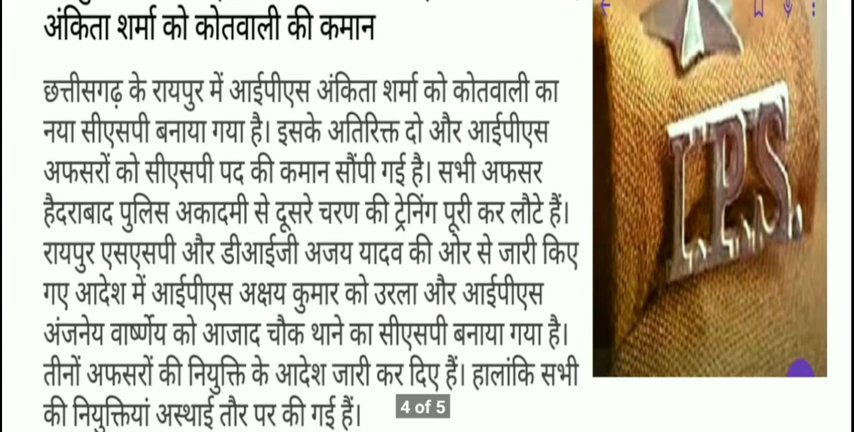 अंकिता शर्मा को कोतवाली की कमान
छत्तीसगढ़ के रायपुर में आईपीएस अंकिता शर्मा को कोतवाली का
नया सीएसपी बनाया गया है। इसके अतिरिक्त दो और आईपीएस
अफसरों को सीएसपी पद की कमान सौंपी गई है। सभी अफसर
हैदराबाद पुलिस अकादमी से दूसरे चरण की ट्रेनिंग पूरी कर लौटे हैं।
रायपुर एसएसपी और डीआईजी अजय यादव की ओर से जारी किए
गए आदेश में आईपीएस अक्षय कुमार को उरला और आईपीएस
अंजनेय वार्ष्णेय को आजाद चौक थाने का सीएसपी बनाया गया है।
तीनों अफसरों की नियुक्ति के आदेश जारी कर दिए हैं। हालांकि सभी
की नियुक्तियां अस्थाई तौर पर की गई हैं।
4 of 5
I.P.S.